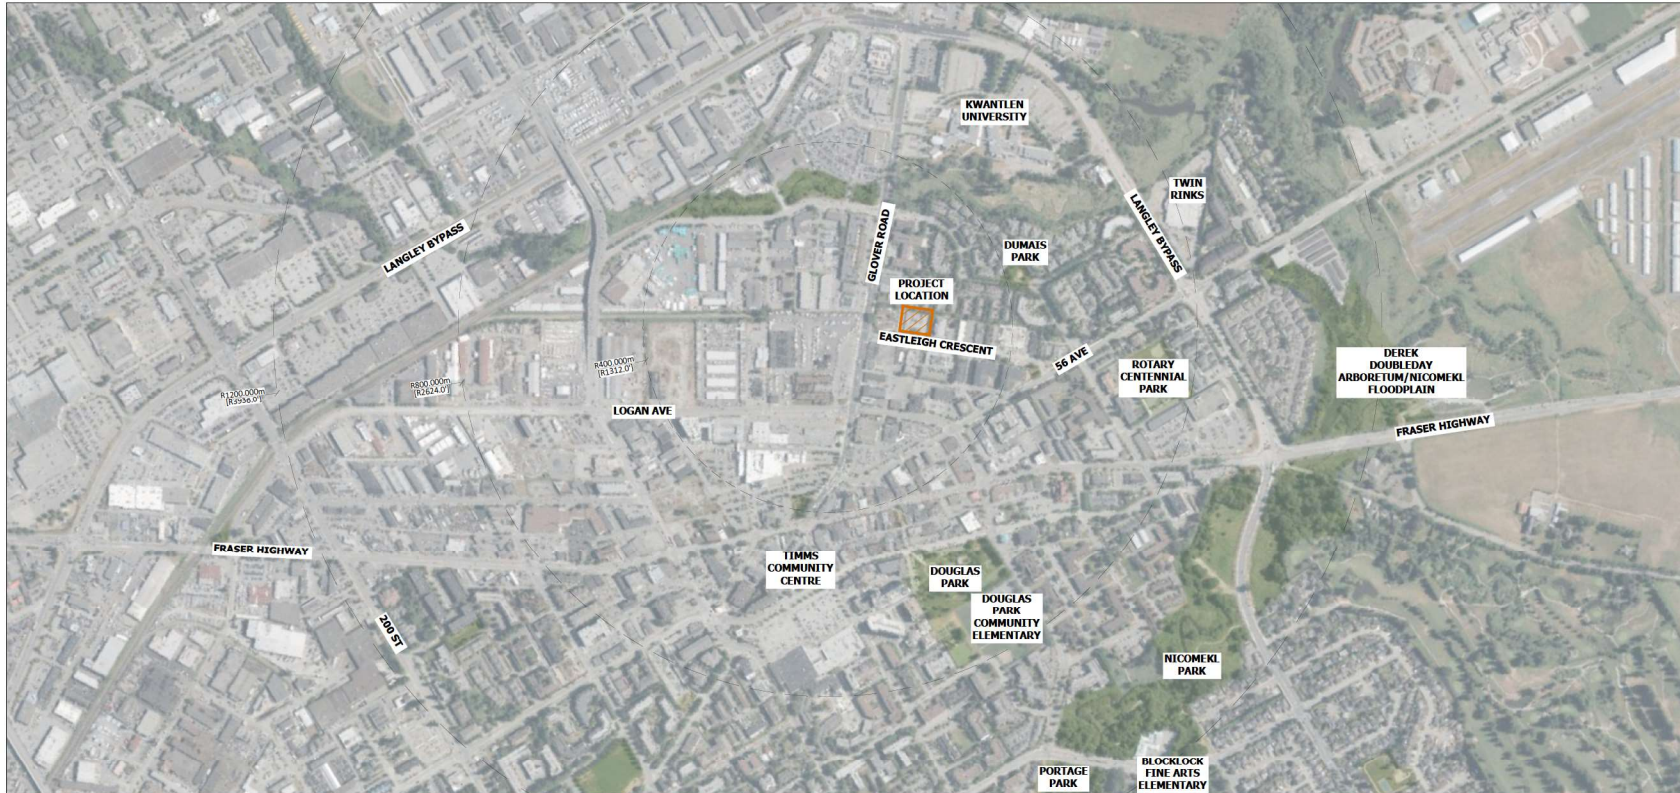 KWANTLEN
UNIVERSITY
TWIN
RINKS
LANGLEY BYPASS
LANGLEY BYPASS
GLOVER ROAD
DUMAIS
PARK
PROJECT
LOCATION
EASTLEIGH CRESCENT
56 AVE
ROTARY
CENTENNIAL
PARK
DEREK
DOUBLEDAY
ARBORETUM/NICOMEKL
FLOODPLAIN
R400,000m
[R1312.0']
R800,000m
[R2624.0']
R1200,000m
[R3936.0']
LOGAN AVE
FRASER HIGHWAY
FRASER HIGHWAY
TIMMS
COMMUNITY
CENTRE
DOUGLAS
PARK
DOUGLAS
PARK
COMMUNITY
ELEMENTARY
200 ST
NICOMEKL
PARK
PORTAGE
PARK
BLOCKLOCK
FINE ARTS
ELEMENTARY